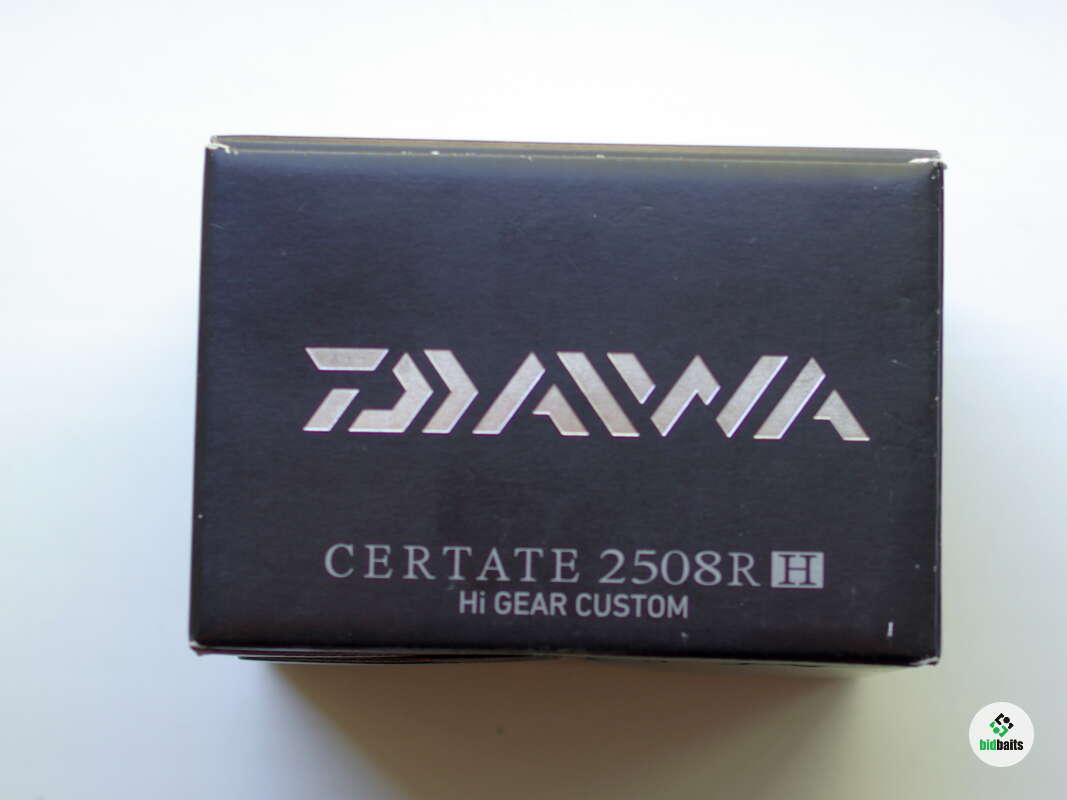 DAIWA
CERTATE 2508R H
Hi GEAR CUSTOM
bidbaits